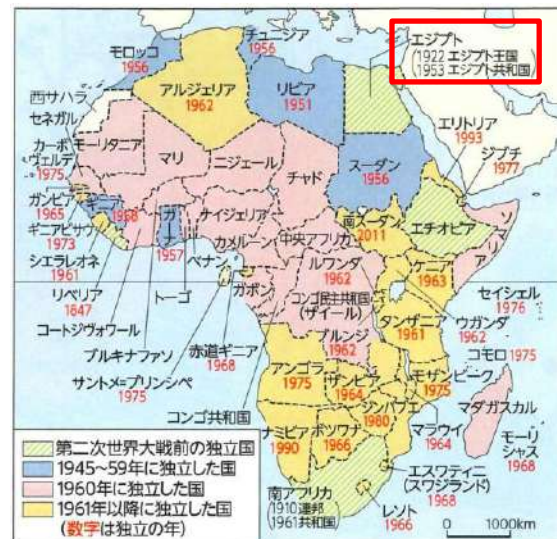 モロッコ
1956
チュニジア
1956
アルジェリア
1962
リビア
1951
エジプト
(1922 エジプト王国
1953 エジプト共和国)
西サハラ
セネガル
モーリタニア
カーボ
ヴェルデ
1975
マリ
ニジェール
チャド
スーダン
1956
エリトリア
1993
ジブチ
1977
ガンビア
1965
ギニア
1958
ギニアビサウ
1973
シエラレオネ
1961
リベリア
1847
ガーナ
1957
ナイジェリア
ベナン
トーゴ
カメルーン
中央アフリカ
南スーダン
2011
エチオピア
ソマリア
コートジヴォワール
ブルキナファソ
ガボン
赤道ギニア
1968
サントメ=プリンシペ
1975
コンゴ共和国
ルワンダ
1962
コンゴ民主共和国
(ザイール)
ブルンジ
1962
ケニア
1963
ウガンダ
1962
タンザニア
1961
セイシェル
1976
コモロ 1975
アンゴラ
1975
ザンビア
1964
モザンビーク
1975
マラウイ
1964
マダガスカル
モーリ
シャス
1968
ナミビア
1990
ボツワナ
1966
ジンバブエ
1980
エスワティニ
(スワジランド)
1968
レソト
1966
南アフリカ
(1910 連邦
1961 共和国)
第二次世界大戦前の独立国
1945~59年に独立した国
1960年に独立した国
1961年以降に独立した国
(数字は独立の年)
0 1000km